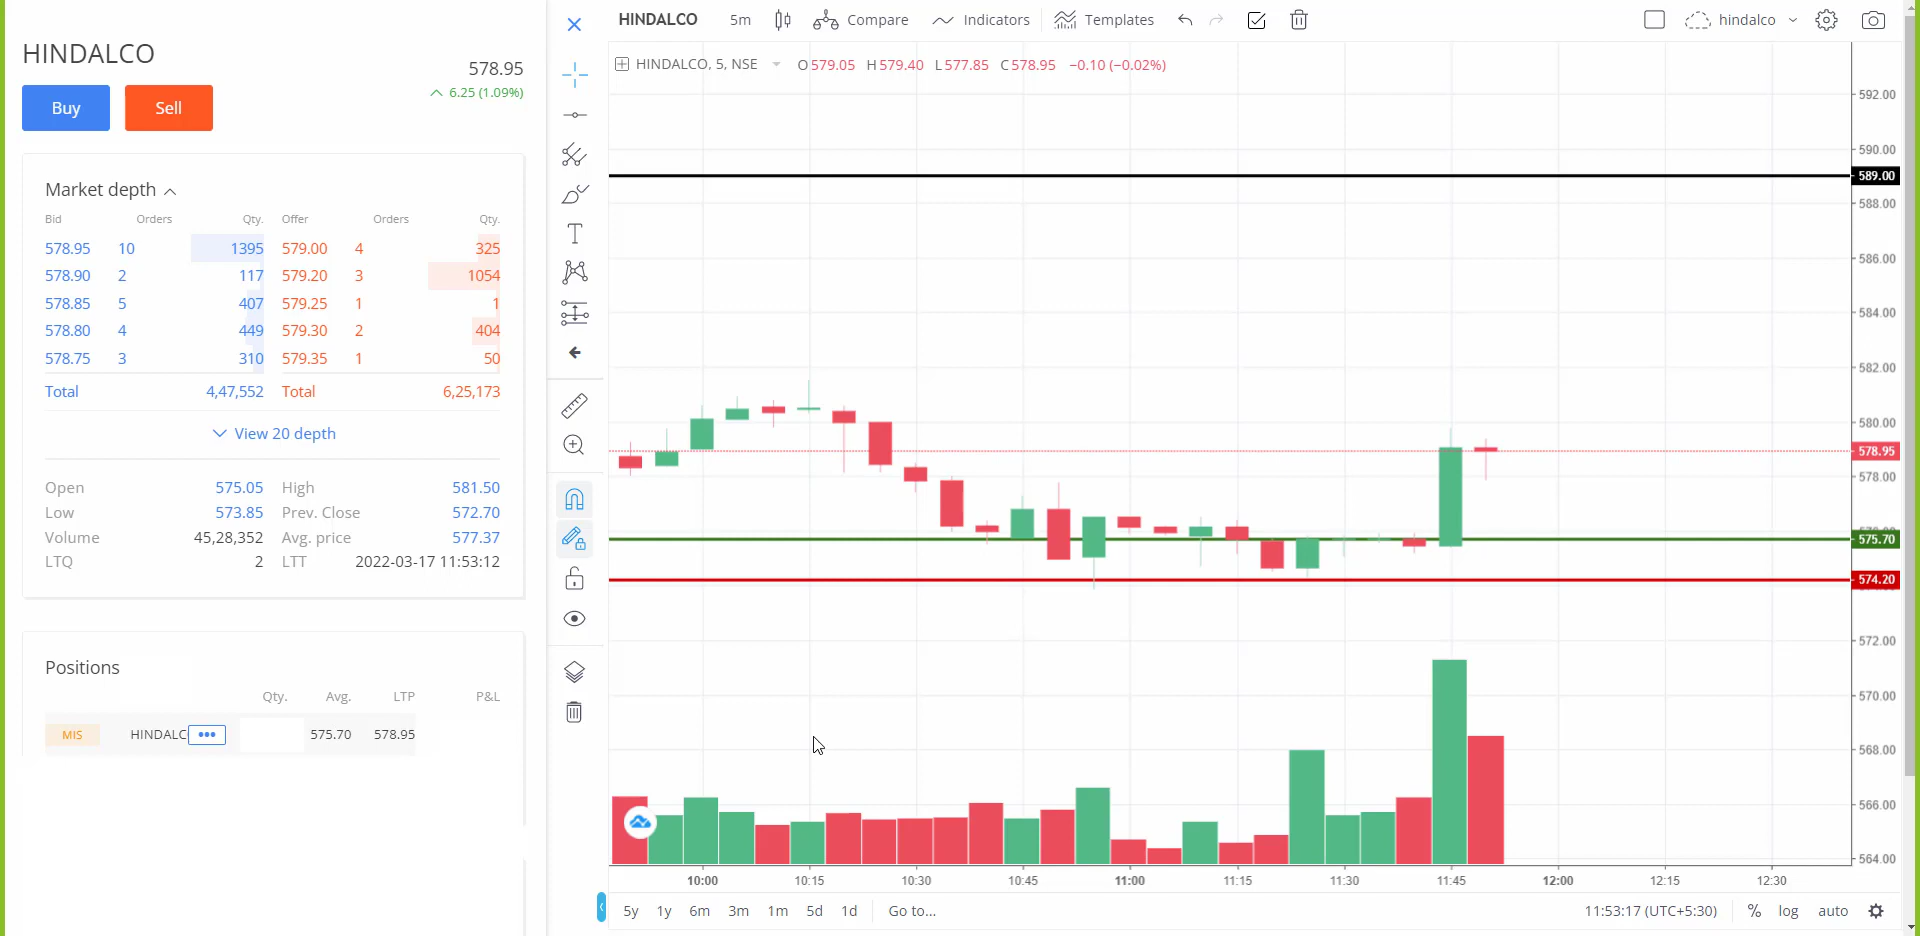 HINDALCO
578.95
6.25 (1.09%)
Buy Sell
Market depth
Bid Orders Qty. Offer Orders Qty.
578.95 10 1395 579.00 4 325
578.90 2 117 579.20 3 1054
578.85 5 407 579.25 1 1
578.80 4 449 579.30 2 404
578.75 3 310 579.35 1 50
Total 4,47,552 Total 6,25,173
View 20 depth
Open 575.05 High 581.50
Low 573.85 Prev. Close 572.70
Volume 45,28,352 Avg. price 577.37
LTQ 2 LTT 2022-03-17 11:53:12
Positions
Qty. Avg. LTP P&L
MIS HINDALC 575.70 578.95
HINDALCO 5m Compare Indicators Templates hindalco
HINDALCO, 5, NSE O579.05 H579.40 L577.85 C578.95 −0.10 (−0.02%)
592.00
590.00
589.00
588.00
586.00
584.00
582.00
580.00
578.95
578.00
575.70
574.20
572.00
570.00
568.00
566.00
564.00
10:00 10:15 10:30 10:45 11:00 11:15 11:30 11:45 12:00 12:15 12:30
5y 1y 6m 3m 1m 5d 1d Go to... 11:53:17 (UTC+5:30) % log auto